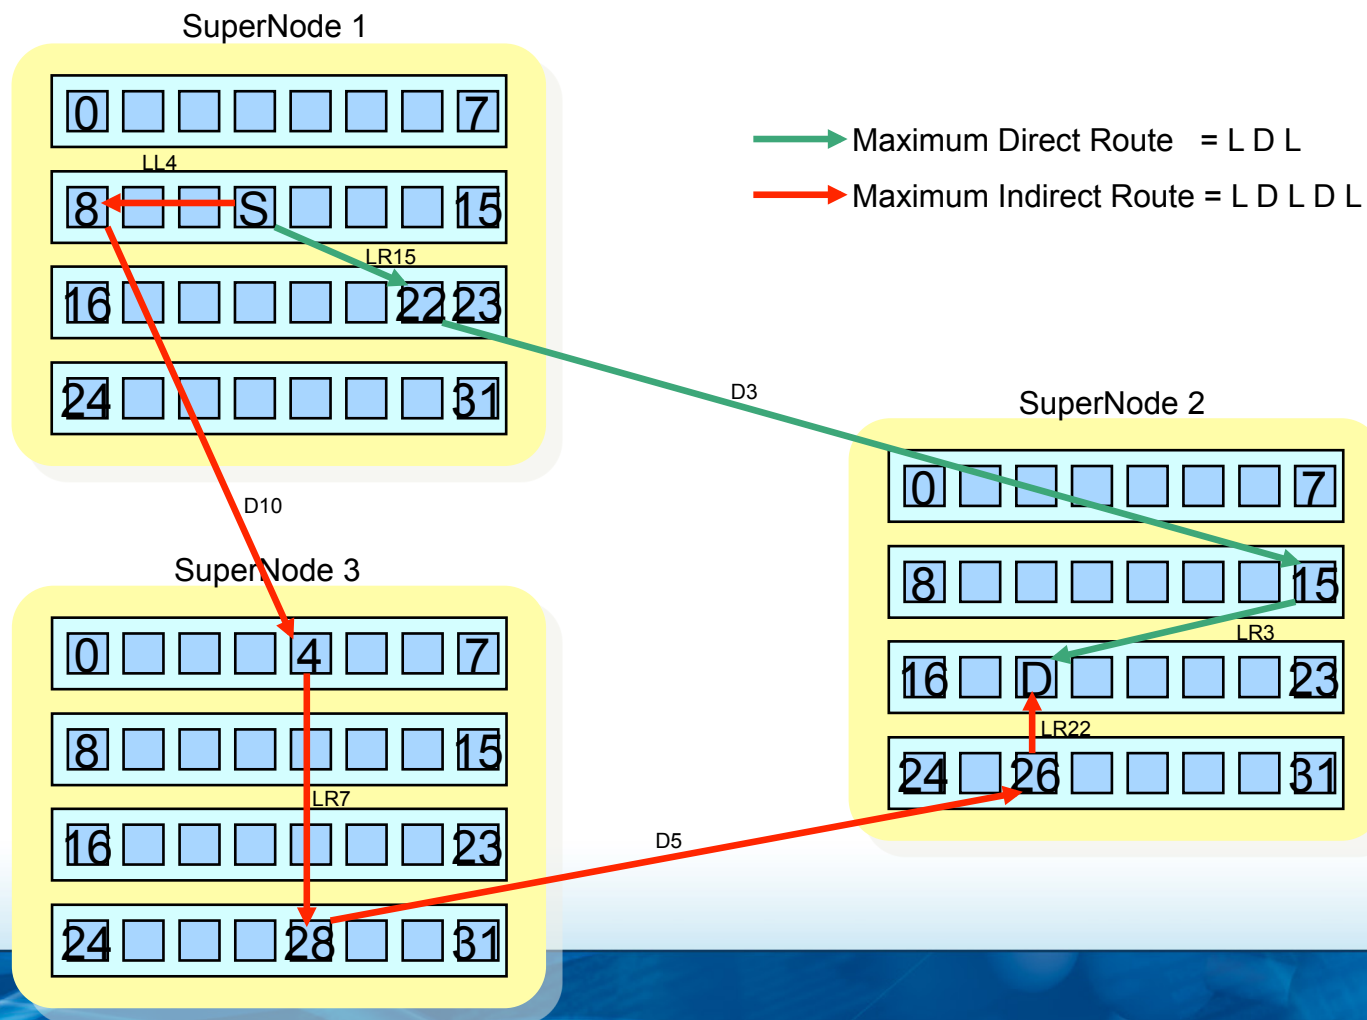 SuperNode 1
0 7
LL4
8 S 15
LR15
16 22 23
24 31
Maximum Direct Route = L D L
Maximum Indirect Route = L D L D L
D3
D10
SuperNode 2
0 7
8 15
LR3
16 D 23
LR22
24 26 31
SuperNode 3
0 4 7
8 15
LR7
16 23
24 28 31
D5